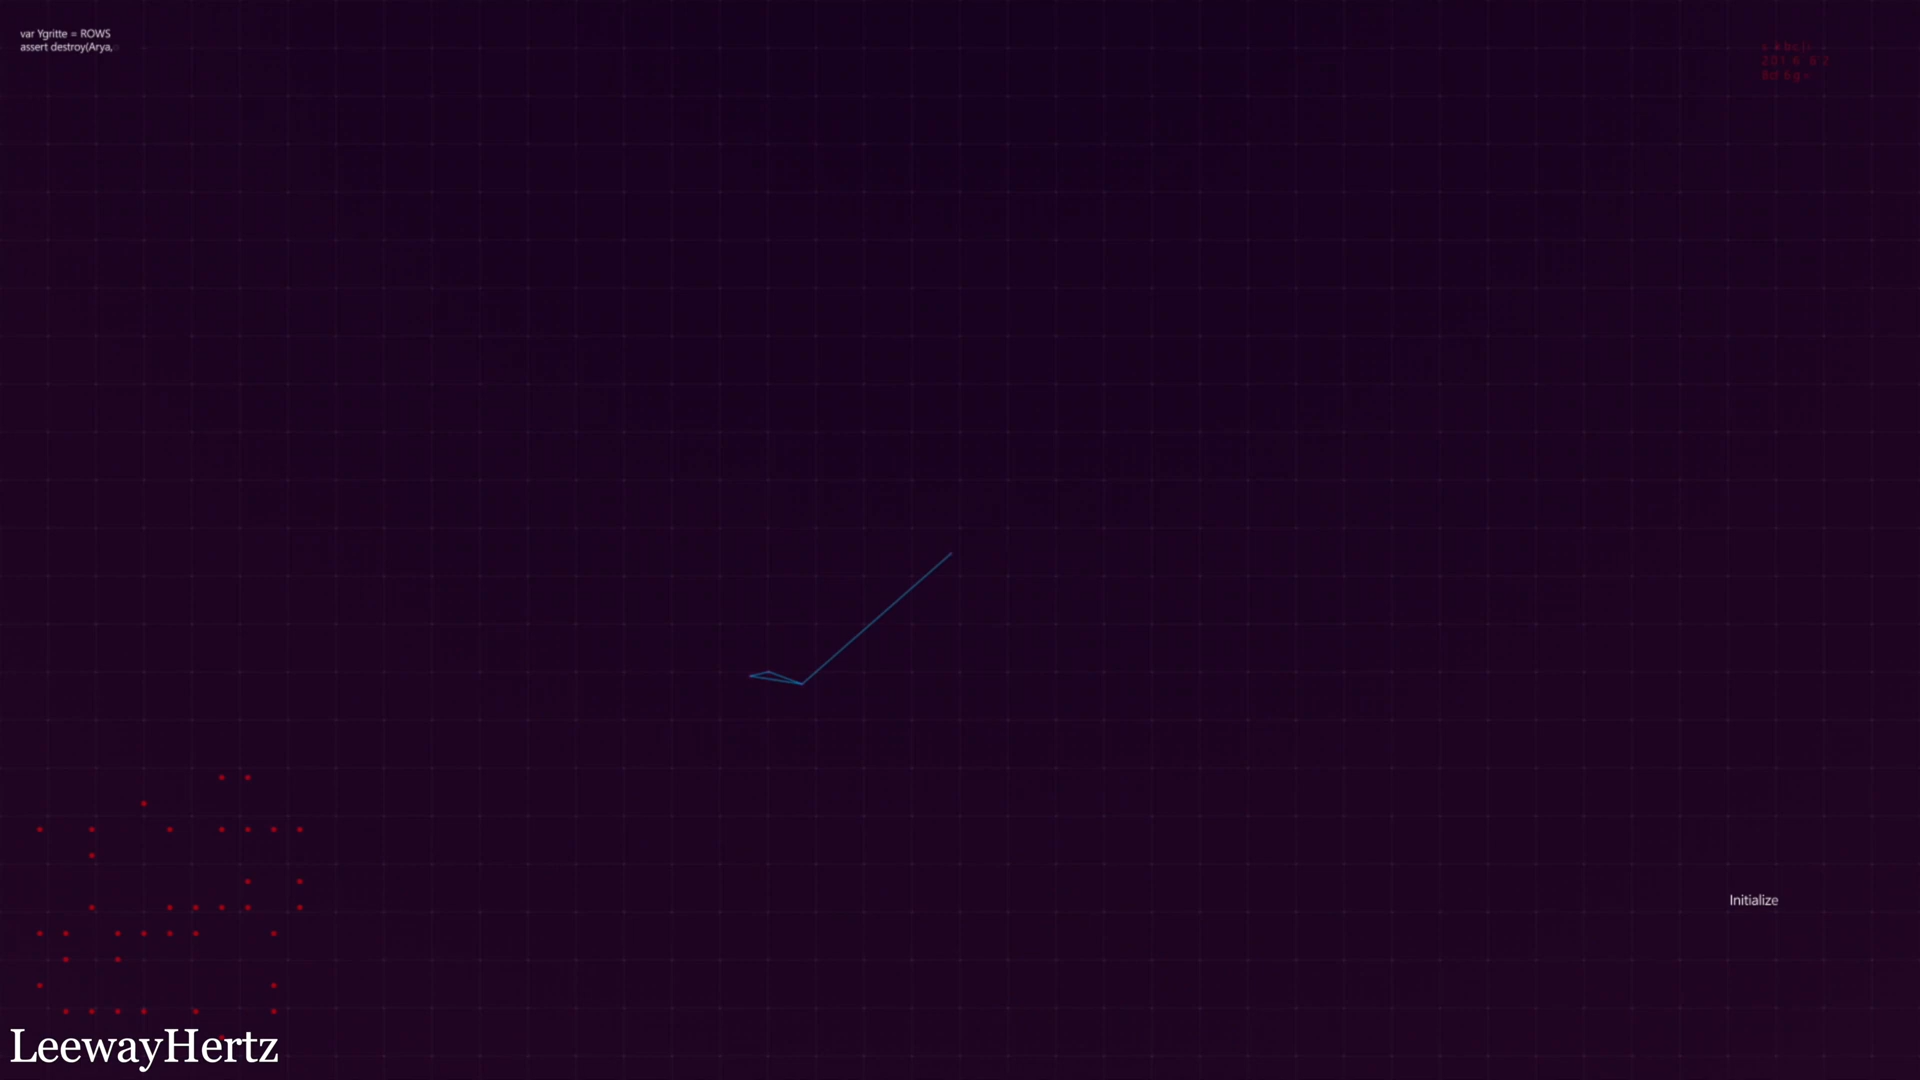 var Ygritte = ROWS
assert destroy(Arya,
Initialize
LeewayHertz